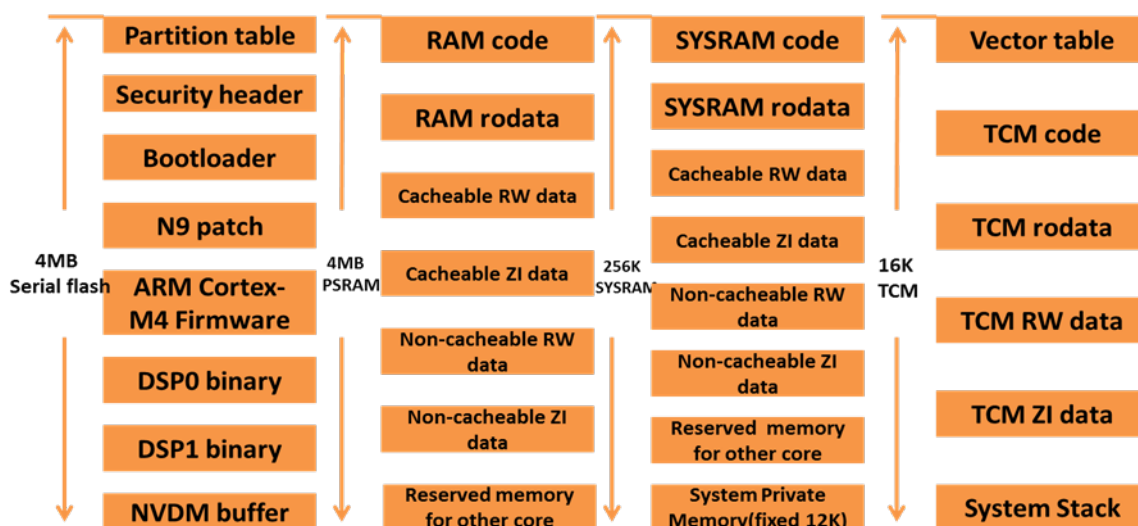 Partition table
Security header
Bootloader
N9 patch
4MB
Serial flash
ARM Cortex-
M4 Firmware
DSP0 binary
DSP1 binary
NVDM buffer
RAM code
RAM rodata
Cacheable RW data
4MB
PSRAM
Cacheable ZI data
Non-cacheable RW
data
Non-cacheable ZI
data
Reserved memory
for other core
SYSRAM code
SYSRAM rodata
Cacheable RW data
Cacheable ZI data
256K
SYSRAM
Non-cacheable RW
data
Non-cacheable ZI
data
Reserved memory
for other core
System Private
Memory(fixed 12K)
Vector table
TCM code
TCM rodata
16K
TCM
TCM RW data
TCM ZI data
System Stack